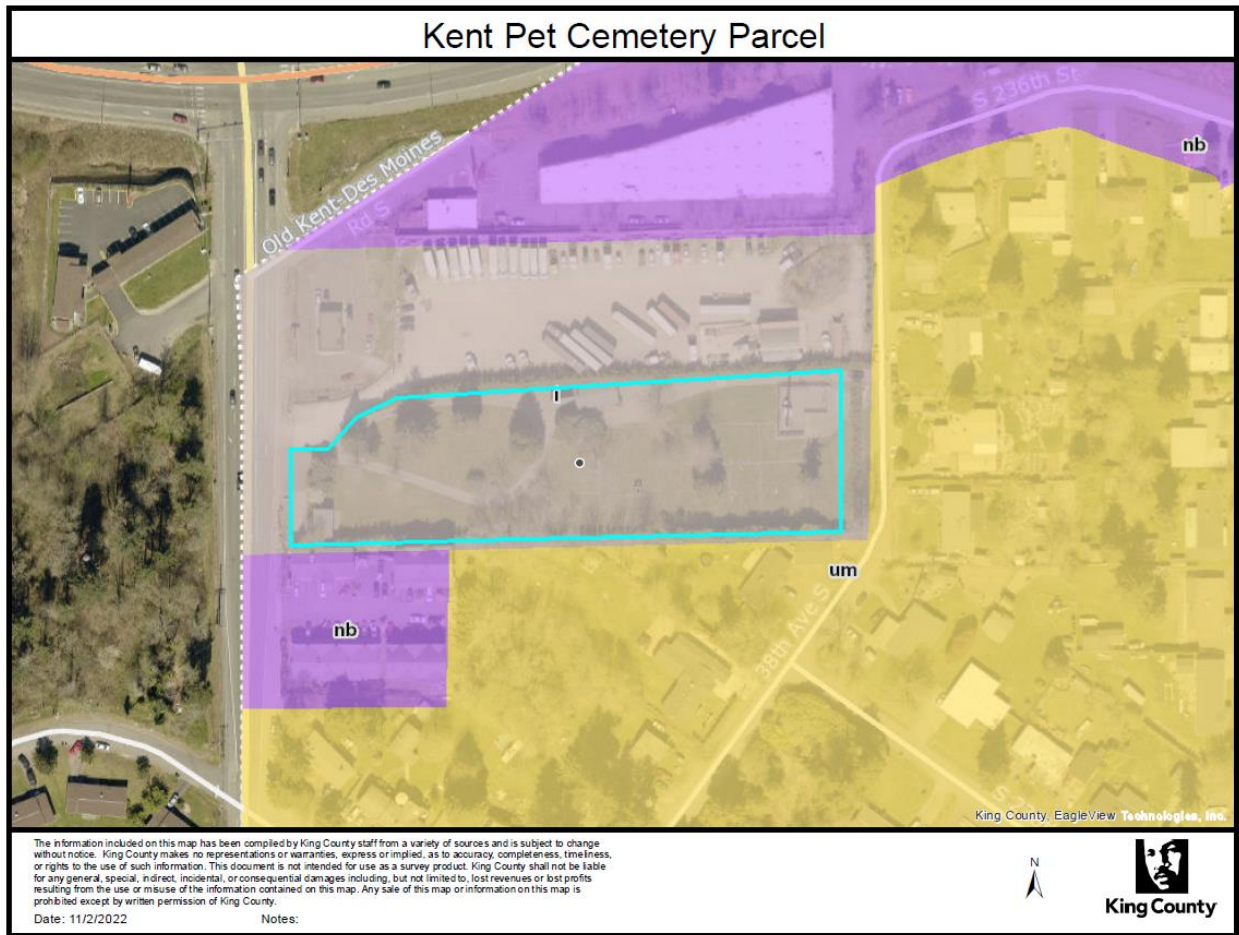 Kent Pet Cemetery Parcel
S 236th St
nb
Old Kent-Des Moines
Rd S
i
um
nb
38th Ave S
King County, EagleView Technologies, Inc.
The information included on this map has been compiled by King County staff from a variety of sources and is subject to change
without notice. King County makes no representations or warranties, express or implied, as to accuracy, completeness, timeliness,
or rights to the use of such information. This document is not intended for use as a survey product. King County shall not be liable
for any general, special, indirect, incidental, or consequential damages including, but not limited to, lost revenues or lost profits
resulting from the use or misuse of the information contained on this map. Any sale of this map or information on this map is
prohibited except by written permission of King County.
Date: 11/2/2022 Notes:
N
King County